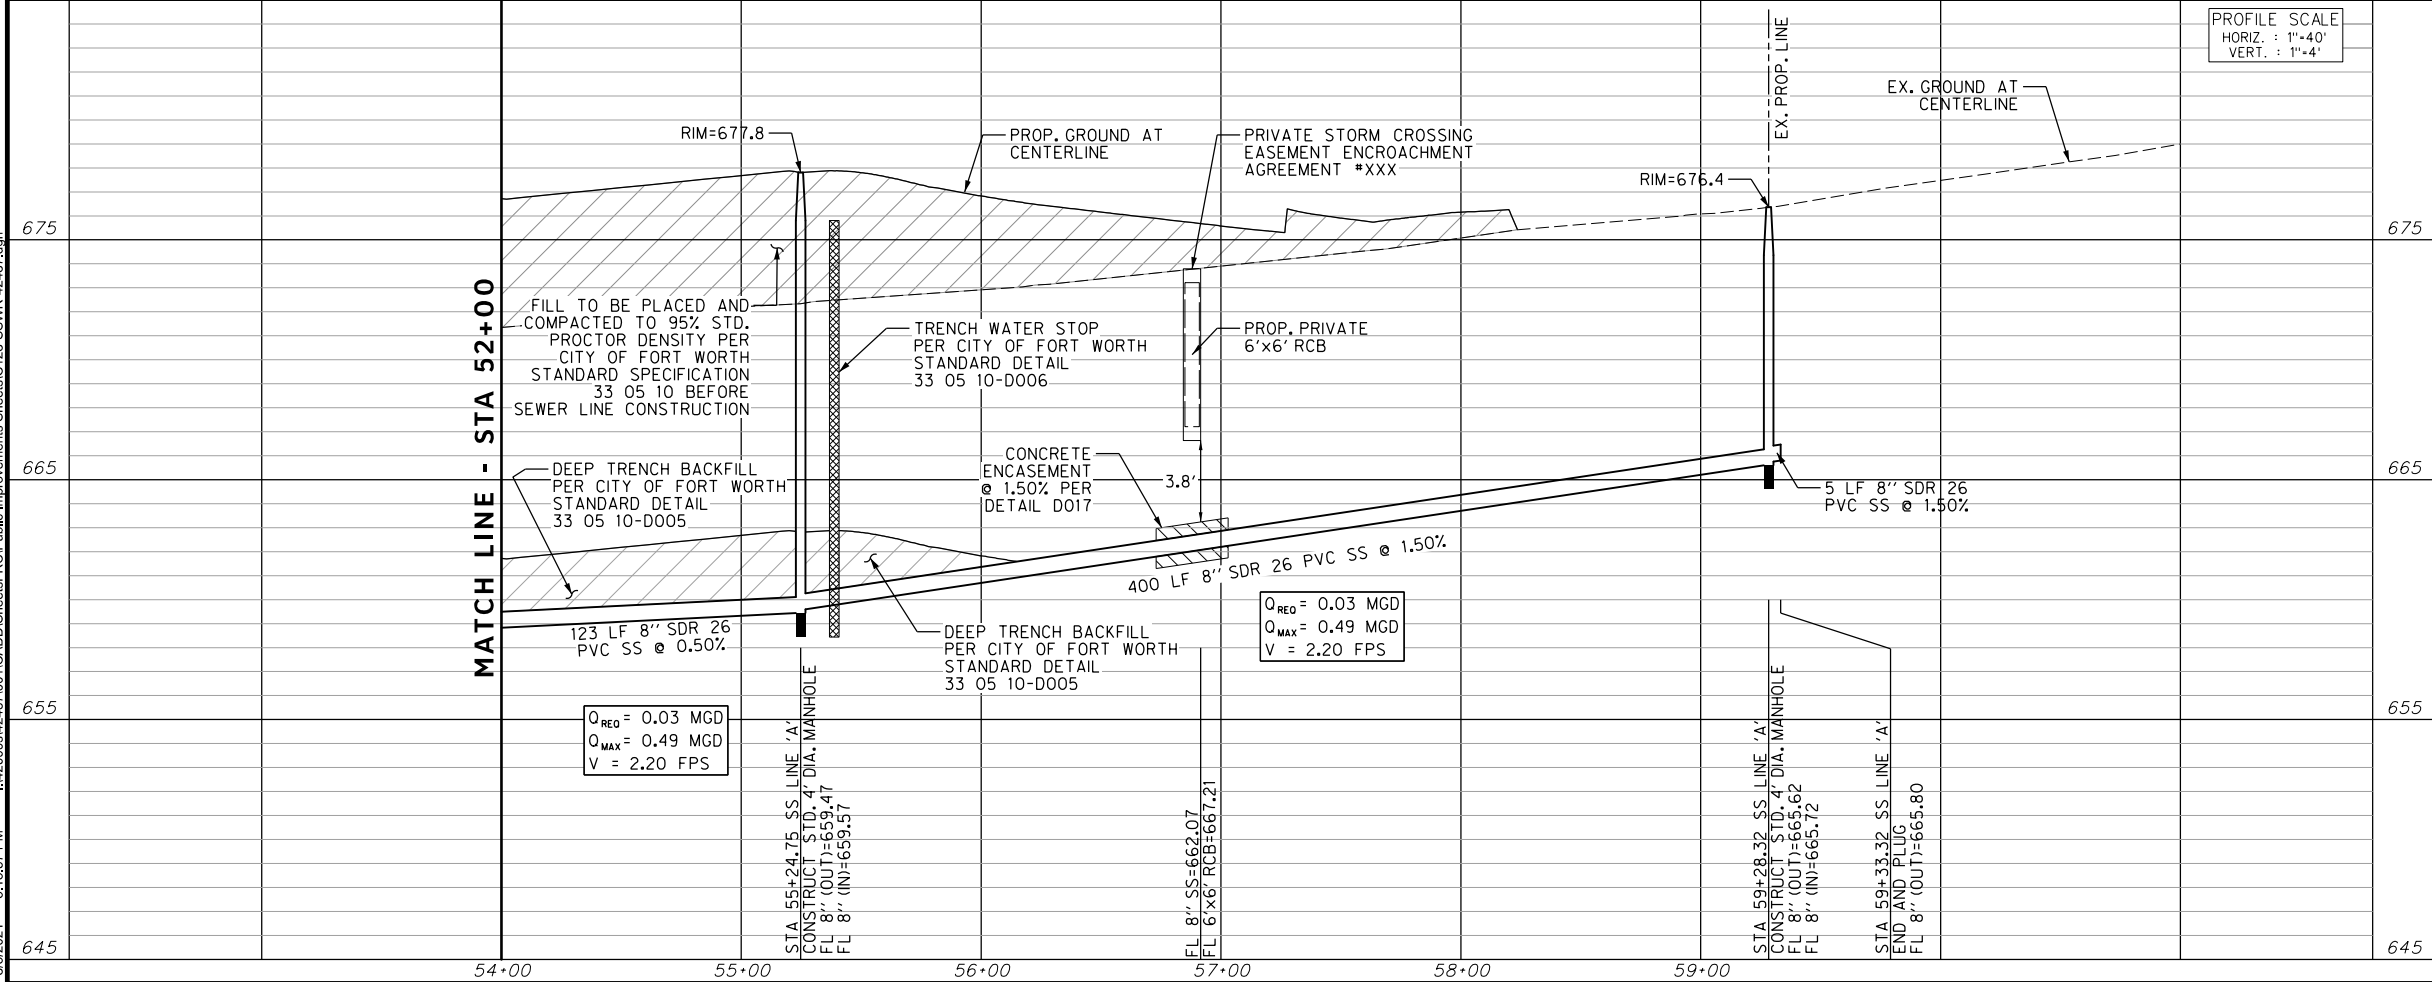 PROFILE SCALE
HORIZ. : 1"=40'
VERT. : 1"=4'
EX. PROP. LINE
EX. GROUND AT
CENTERLINE
RIM=677.8
PROP. GROUND AT
CENTERLINE
PRIVATE STORM CROSSING
EASEMENT ENCROACHMENT
AGREEMENT #XXX
RIM=676.4
675
675
MATCH LINE - STA 52+00
FILL TO BE PLACED AND
COMPACTED TO 95% STD.
PROCTOR DENSITY PER
CITY OF FORT WORTH
STANDARD SPECIFICATION
33 05 10 BEFORE
SEWER LINE CONSTRUCTION
TRENCH WATER STOP
PER CITY OF FORT WORTH
STANDARD DETAIL
33 05 10-D006
PROP. PRIVATE
6'x6' RCB
665
665
DEEP TRENCH BACKFILL
PER CITY OF FORT WORTH
STANDARD DETAIL
33 05 10-D005
CONCRETE
ENCASEMENT
@ 1.50% PER
DETAIL D017
3.8'
5 LF 8'' SDR 26
PVC SS @ 1.50%
400 LF 8'' SDR 26 PVC SS @ 1.50%
123 LF 8'' SDR 26
PVC SS @ 0.50%
DEEP TRENCH BACKFILL
PER CITY OF FORT WORTH
STANDARD DETAIL
33 05 10-D005
QREQ = 0.03 MGD
QMAX = 0.49 MGD
V = 2.20 FPS
QREQ = 0.03 MGD
QMAX = 0.49 MGD
V = 2.20 FPS
655
655
STA 55+24.75 SS LINE 'A'
CONSTRUCT STD. 4' DIA. MANHOLE
FL 8'' (OUT)=659.47
FL 8'' (IN)=659.57
FL 8'' SS=662.07
FL 6'x6' RCB=667.21
STA 59+28.32 SS LINE 'A'
CONSTRUCT STD. 4' DIA. MANHOLE
FL 8'' (OUT)=665.62
FL 8'' (IN)=665.72
STA 59+33.32 SS LINE 'A'
END AND PLUG
FL 8'' (OUT)=665.80
645
645
54+00
55+00
56+00
57+00
58+00
59+00